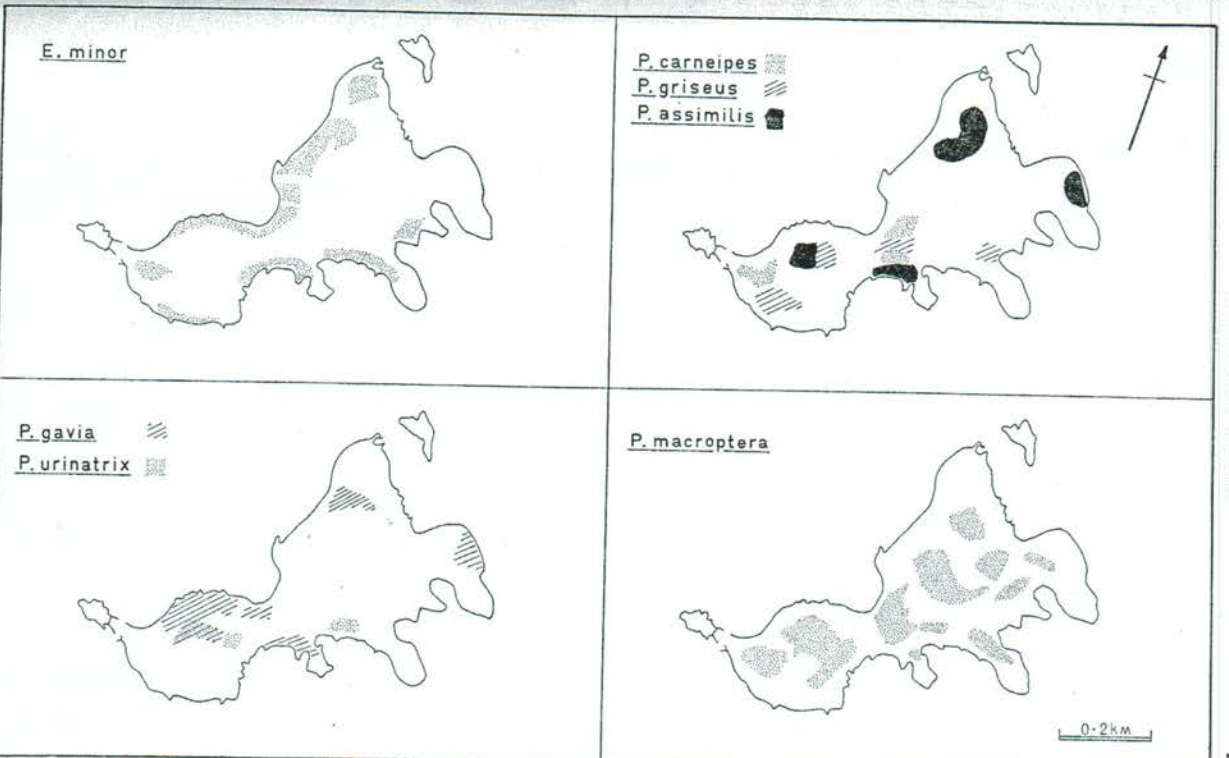 E. minor
P. carneipes
P. griseus
P. assimilis
P. gavia
P. urinatrix
P. macroptera
0·2km